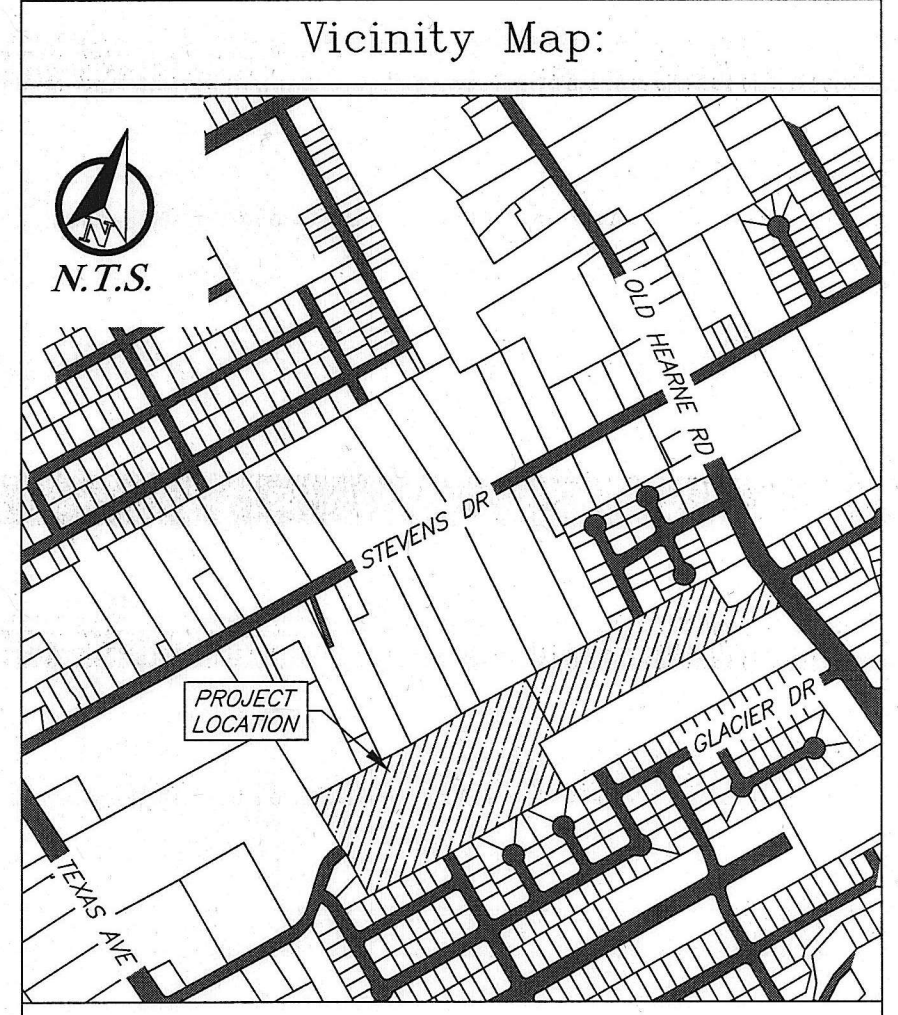 Vicinity Map:
N
N.T.S.
OLD HEARNE RD
STEVENS DR
PROJECT
LOCATION
GLACIER DR
TEXAS AVE